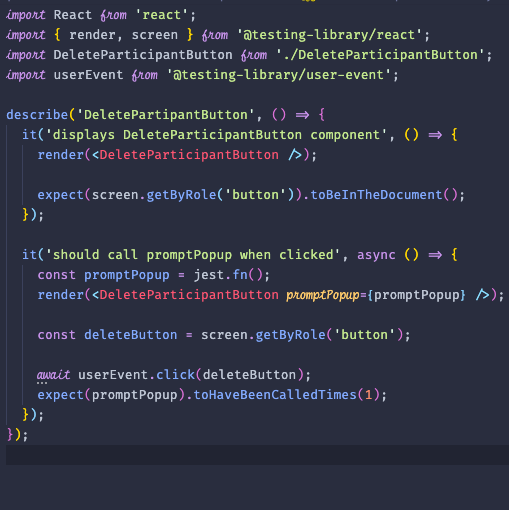 import React from 'react';
import { render, screen } from '@testing-library/react';
import DeleteParticipantButton from './DeleteParticipantButton';
import userEvent from '@testing-library/user-event';

describe('DeletePartipantButton', () => {
  it('displays DeleteParticipantButton component', () => {
    render(<DeleteParticipantButton />);

    expect(screen.getByRole('button')).toBeInTheDocument();
  });

  it('should call promptPopup when clicked', async () => {
    const promptPopup = jest.fn();
    render(<DeleteParticipantButton promptPopup={promptPopup} />);

    const deleteButton = screen.getByRole('button');

    await userEvent.click(deleteButton);
    expect(promptPopup).toHaveBeenCalledTimes(1);
  });
});